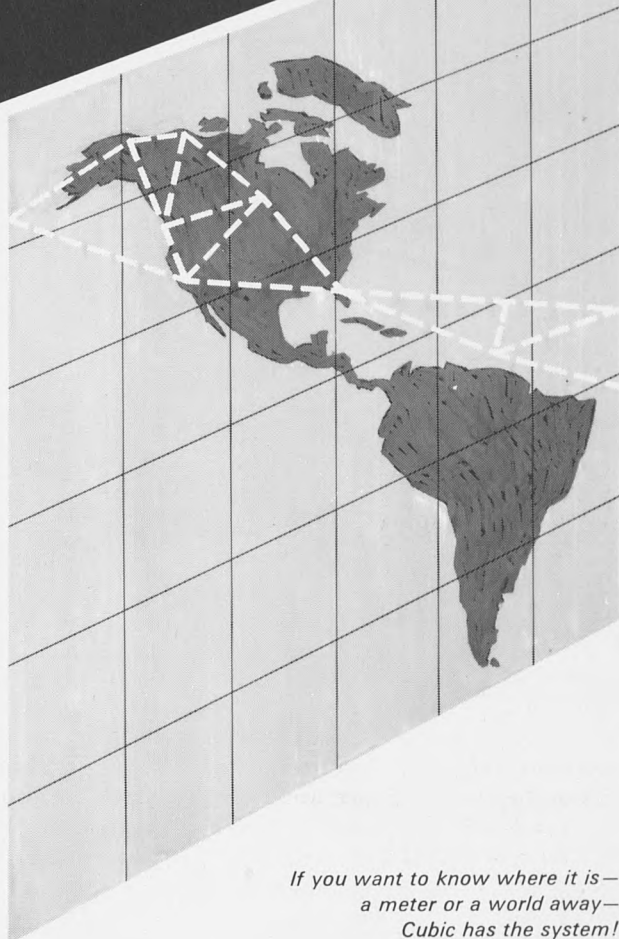 If you want to know where it is—
a meter or a world away—
Cubic has the system!